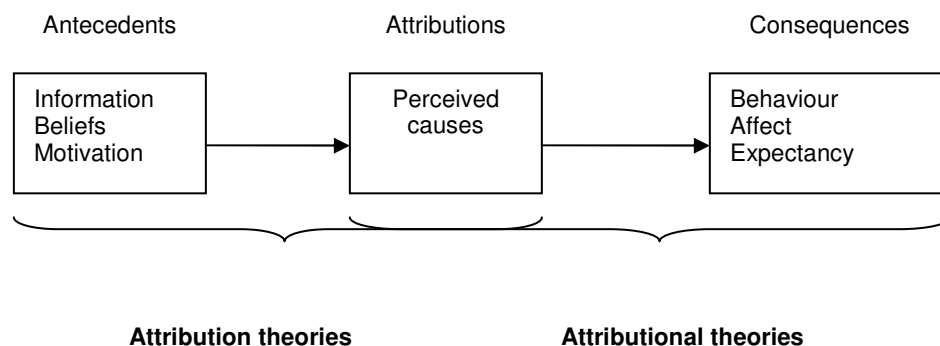 Antecedents
Attributions
Consequences
Information
Beliefs
Motivation
Perceived
causes
Behaviour
Affect
Expectancy
Attribution theories
Attributional theories